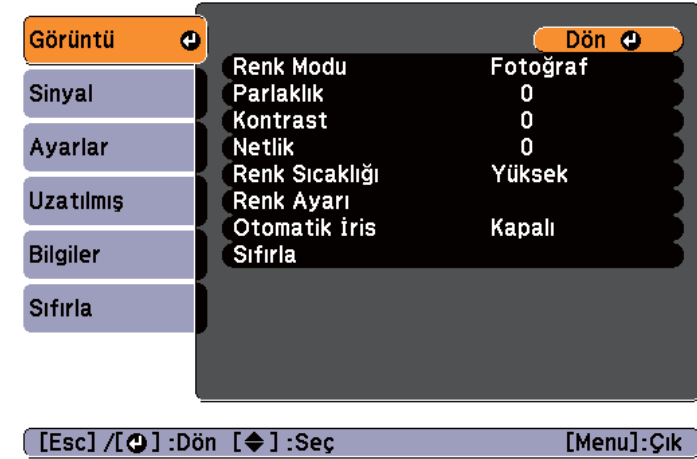 Görüntü
Sinyal
Ayarlar
Uzatılmış
Bilgiler
Sıfırla
Dön
Renk Modu Fotoğraf
Parlaklık 0
Kontrast 0
Netlik 0
Renk Sıcaklığı Yüksek
Renk Ayarı
Otomatik İris Kapalı
Sıfırla
[Esc] /[ ] :Dön [ ] :Seç [Menu]:Çık